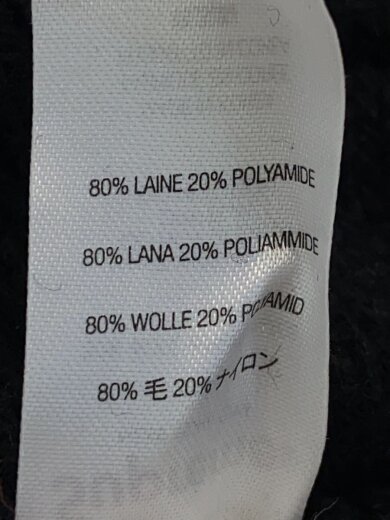 80% LAINE 20% POLYAMIDE
80% LANA 20% POLIAMMIDE
80% WOLLE 20% POLYAMID
80% 毛 20% ナイロン